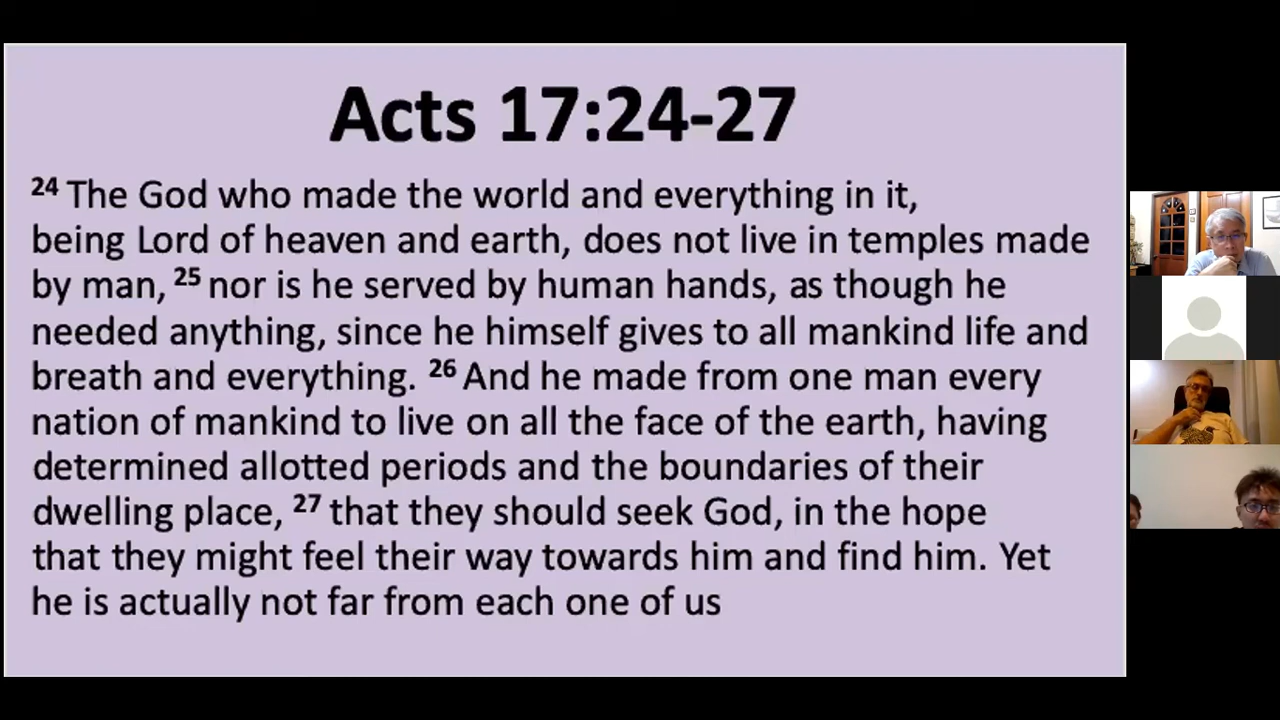 Acts 17:24-27
24 The God who made the world and everything in it,
being Lord of heaven and earth, does not live in temples made
by man, 25 nor is he served by human hands, as though he
needed anything, since he himself gives to all mankind life and
breath and everything. 26 And he made from one man every
nation of mankind to live on all the face of the earth, having
determined allotted periods and the boundaries of their
dwelling place, 27 that they should seek God, in the hope
that they might feel their way towards him and find him. Yet
he is actually not far from each one of us